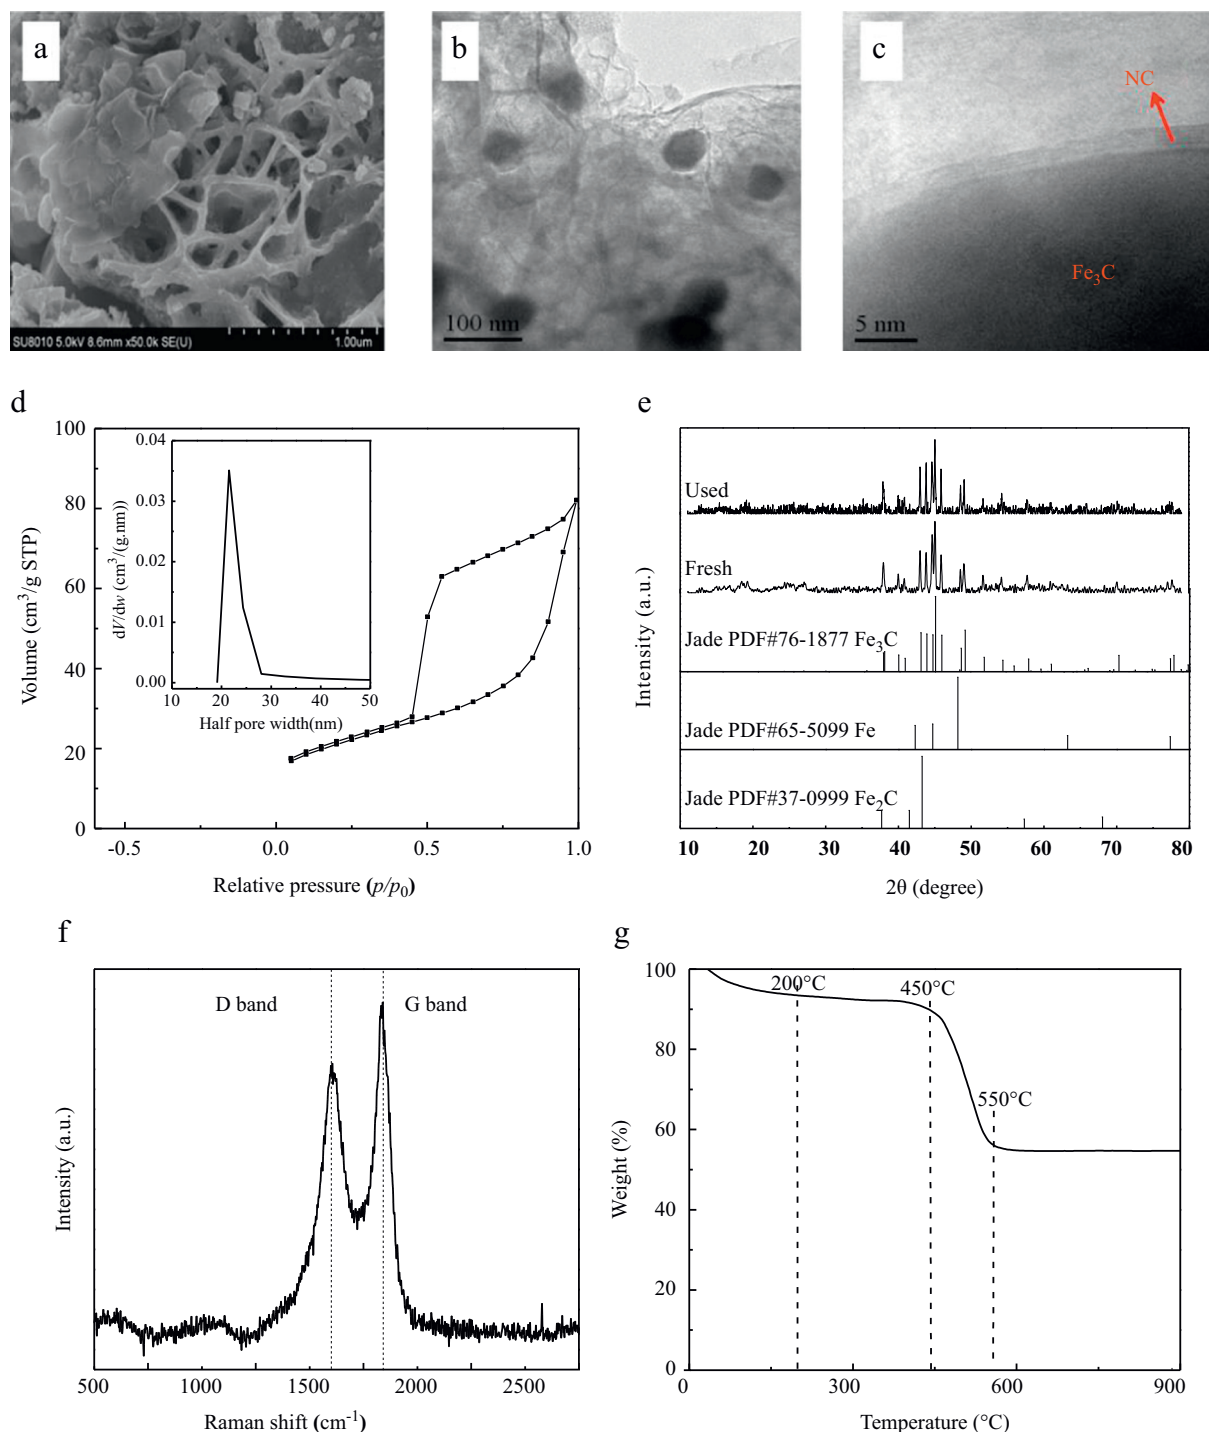 a
SU8010 5.0kV 8.6mm x50.0k SE(U)
1.00um
b
100 nm
c
NC
Fe3C
5 nm
d
100
80
60
40
20
0
-0.5
0.0
0.5
1.0
Volume (cm3/g STP)
Relative pressure (p/p0)
0.04
0.03
0.02
0.01
0.00
10
20
30
40
50
dV/dw (cm3/(g.nm))
Half pore width(nm)
e
Used
Fresh
Jade PDF#76-1877 Fe3C
Jade PDF#65-5099 Fe
Jade PDF#37-0999 Fe2C
Intensity (a.u.)
10
20
30
40
50
60
70
80
2θ (degree)
f
D band
G band
Intensity (a.u.)
500
1000
1500
2000
2500
Raman shift (cm-1)
g
100
80
60
40
20
0
200°C
450°C
550°C
Weight (%)
0
300
600
900
Temperature (°C)